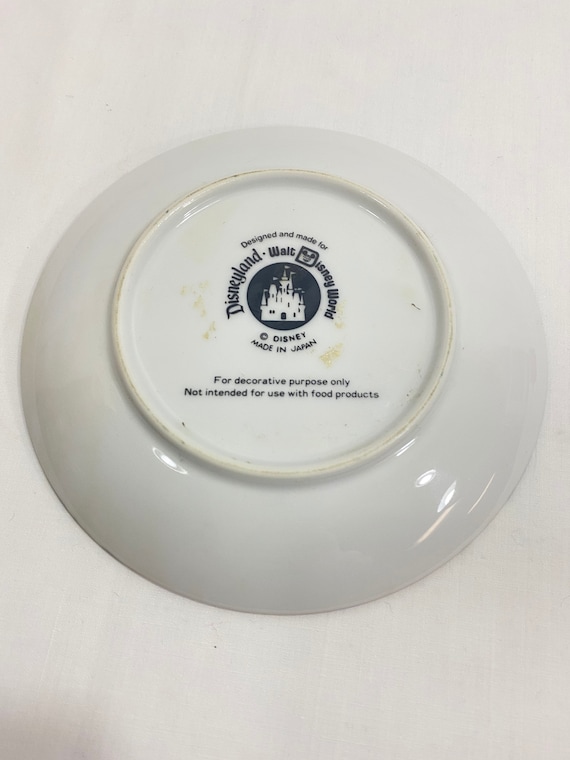 Designed and made for
Disneyland · Walt Disney World
© DISNEY
MADE IN JAPAN
For decorative purpose only
Not intended for use with food products